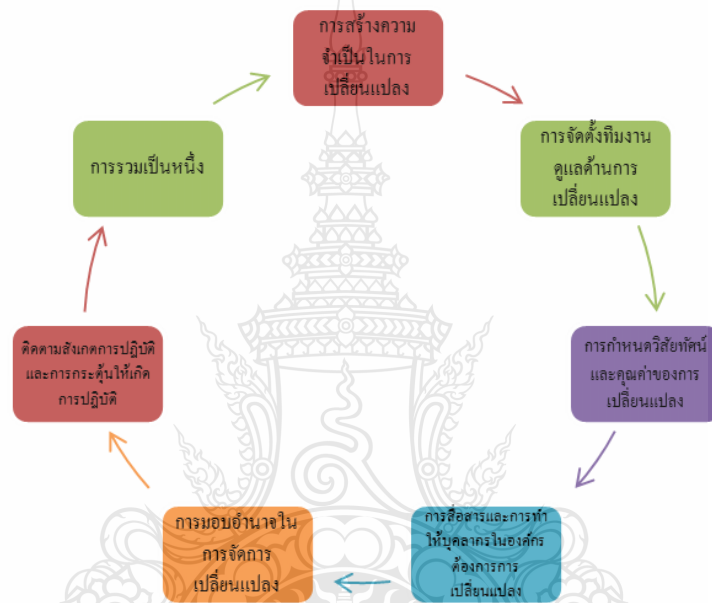 การสร้างความ
จำเป็นในการ
เปลี่ยนแปลง
การจัดตั้งทีมงาน
ดูแลด้านการ
เปลี่ยนแปลง
การกำหนดวิสัยทัศน์
และคุณค่าของการ
เปลี่ยนแปลง
การสื่อสารและการทำ
ให้บุคลากรในองค์กร
ต้องการการ
เปลี่ยนแปลง
การมอบอำนาจใน
การจัดการ
เปลี่ยนแปลง
ติดตามสังเกตการปฏิบัติ
และการกระตุ้นให้เกิด
การปฏิบัติ
การรวมเป็นหนึ่ง